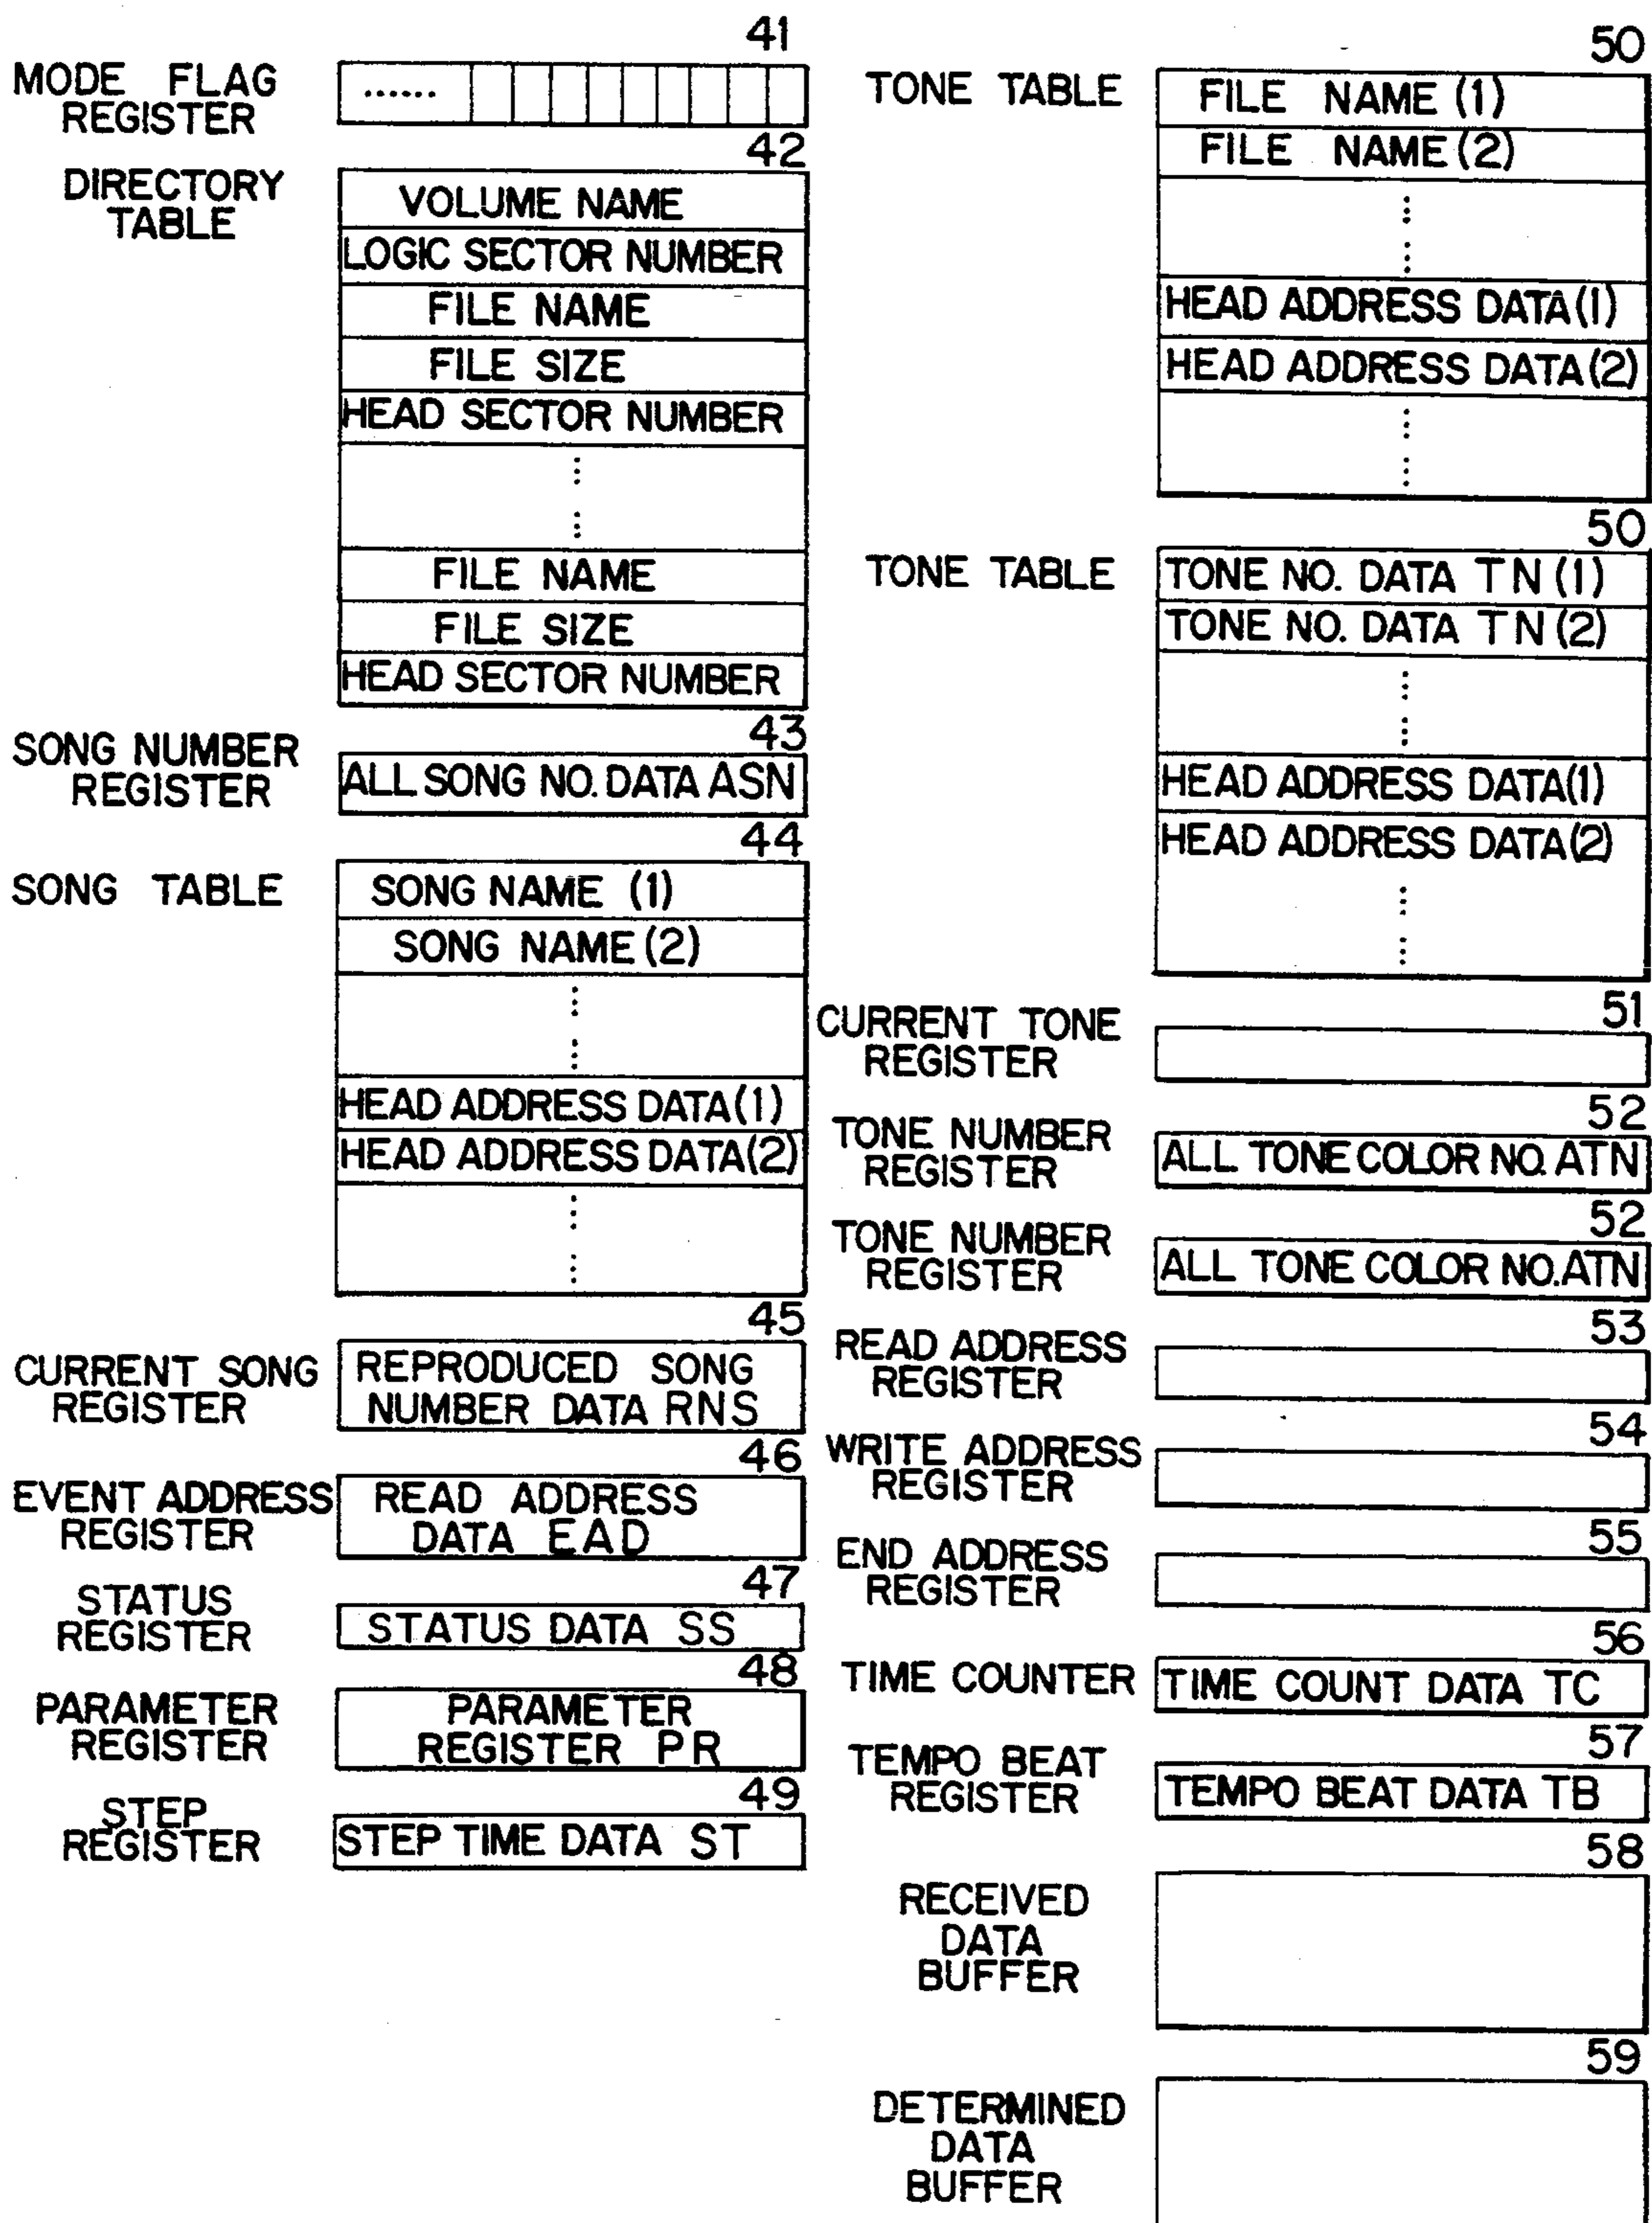 41
MODE FLAG
REGISTER
......
42
DIRECTORY
TABLE
VOLUME NAME
LOGIC SECTOR NUMBER
FILE NAME
FILE SIZE
HEAD SECTOR NUMBER
FILE NAME
FILE SIZE
HEAD SECTOR NUMBER
43
SONG NUMBER
REGISTER
ALL SONG NO. DATA ASN
44
SONG TABLE
SONG NAME (1)
SONG NAME (2)
HEAD ADDRESS DATA (1)
HEAD ADDRESS DATA (2)
45
CURRENT SONG
REGISTER
REPRODUCED SONG
NUMBER DATA RNS
46
EVENT ADDRESS
REGISTER
READ ADDRESS
DATA EAD
47
STATUS
REGISTER
STATUS DATA SS
48
PARAMETER
REGISTER
PARAMETER
REGISTER PR
49
STEP
REGISTER
STEP TIME DATA ST
50
TONE TABLE
FILE NAME (1)
FILE NAME (2)
HEAD ADDRESS DATA (1)
HEAD ADDRESS DATA (2)
50
TONE TABLE
TONE NO. DATA TN (1)
TONE NO. DATA TN (2)
HEAD ADDRESS DATA (1)
HEAD ADDRESS DATA (2)
51
CURRENT TONE
REGISTER
52
TONE NUMBER
REGISTER
ALL TONE COLOR NO. ATN
52
TONE NUMBER
REGISTER
ALL TONE COLOR NO. ATN
53
READ ADDRESS
REGISTER
54
WRITE ADDRESS
REGISTER
55
END ADDRESS
REGISTER
56
TIME COUNTER
TIME COUNT DATA TC
57
TEMPO BEAT
REGISTER
TEMPO BEAT DATA TB
58
RECEIVED
DATA
BUFFER
59
DETERMINED
DATA
BUFFER